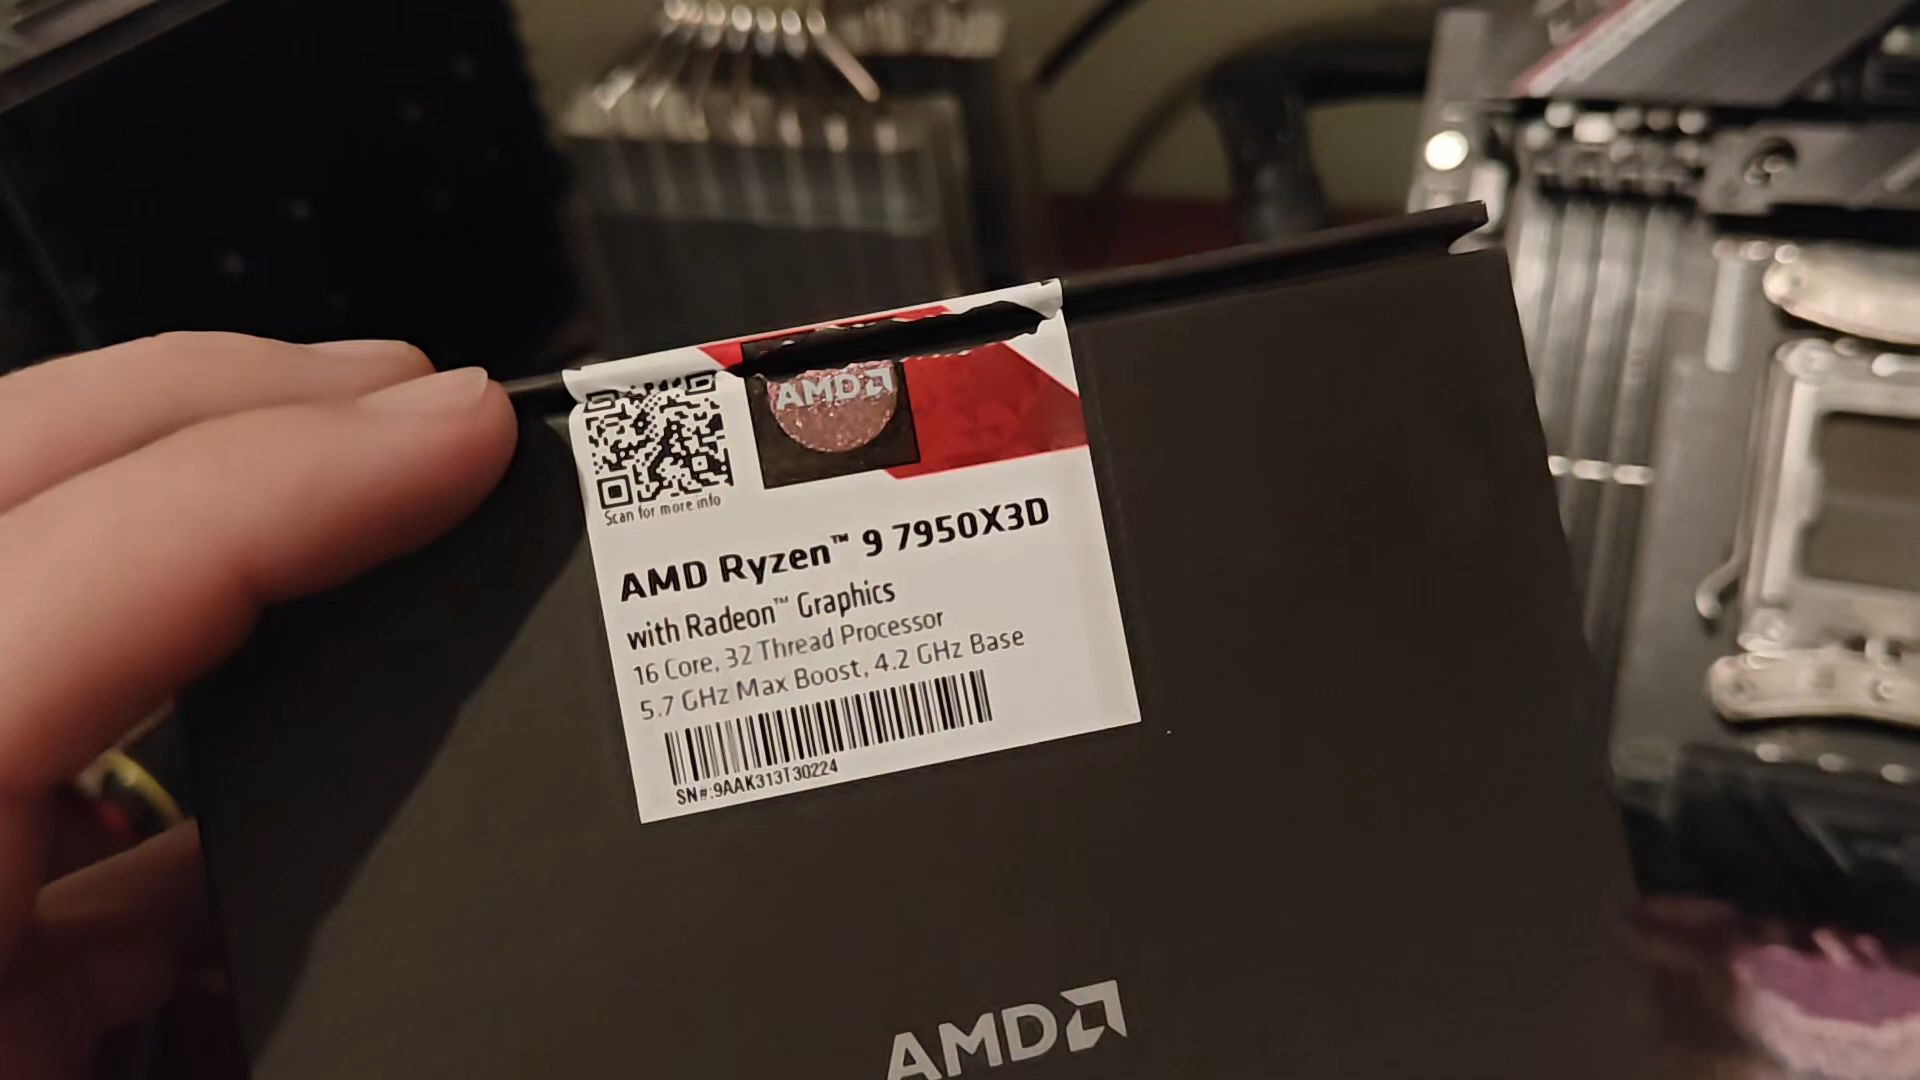 AMD
Scan for more info
AMD Ryzen™ 9 7950X3D
with Radeon™ Graphics
16 Core, 32 Thread Processor
5.7 GHz Max Boost, 4.2 GHz Base
SN#:9AAK313T30224
AMD